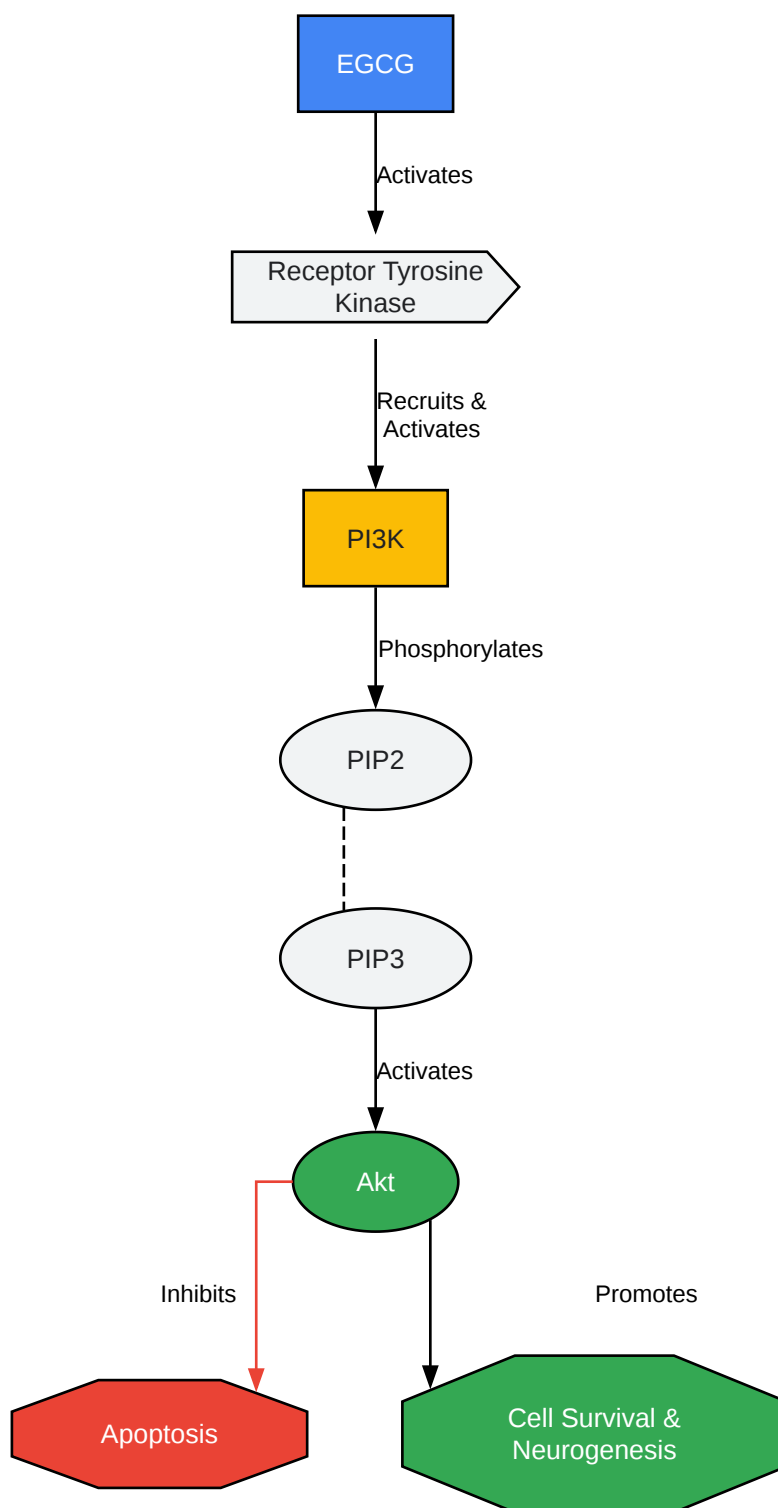 EGCG
Activates
Receptor Tyrosine
Kinase
Recruits &
Activates
PI3K
Phosphorylates
PIP2
PIP3
Activates
Akt
Inhibits
Promotes
Apoptosis
Cell Survival &
Neurogenesis